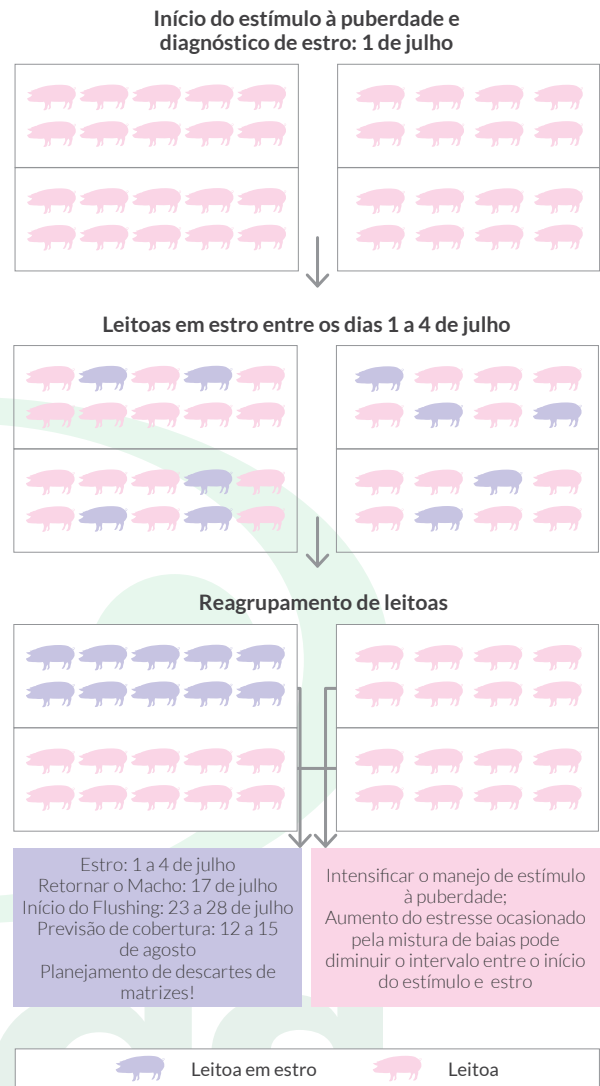 Início do estímulo à puberdade e
diagnóstico de estro: 1 de julho
Leitoas em estro entre os dias 1 a 4 de julho
Reagrupamento de leitoas
Estro: 1 a 4 de julho
Retornar o Macho: 17 de julho
Início do Flushing: 23 a 28 de julho
Previsão de cobertura: 12 a 15
de agosto
Planejamento de descartes de
matrizes!
Intensificar o manejo de estímulo
à puberdade;
Aumento do estresse ocasionado
pela mistura de baias pode
diminuir o intervalo entre o início
do estímulo e estro
Leitoa em estro
Leitoa